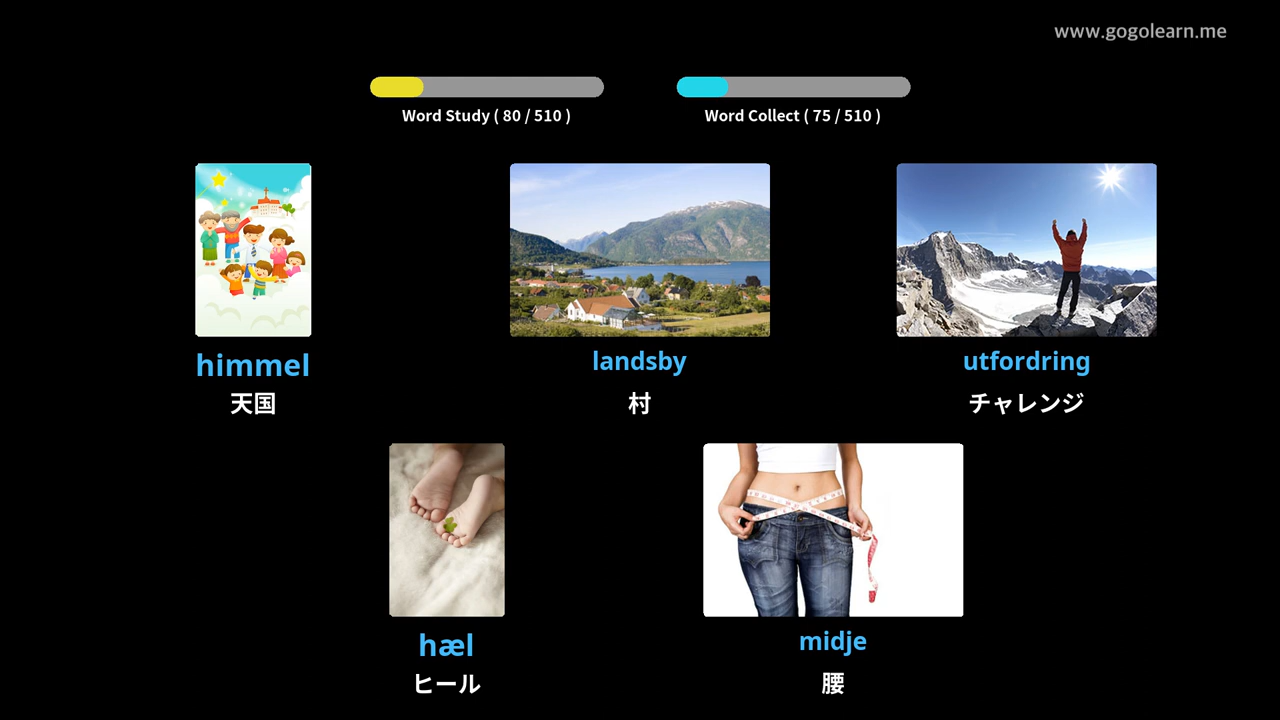 www.gogolearn.me
Word Study ( 80 / 510 )
Word Collect ( 75 / 510 )
himmel
天国
landsby
村
utfordring
チャレンジ
hæl
ヒール
midje
腰